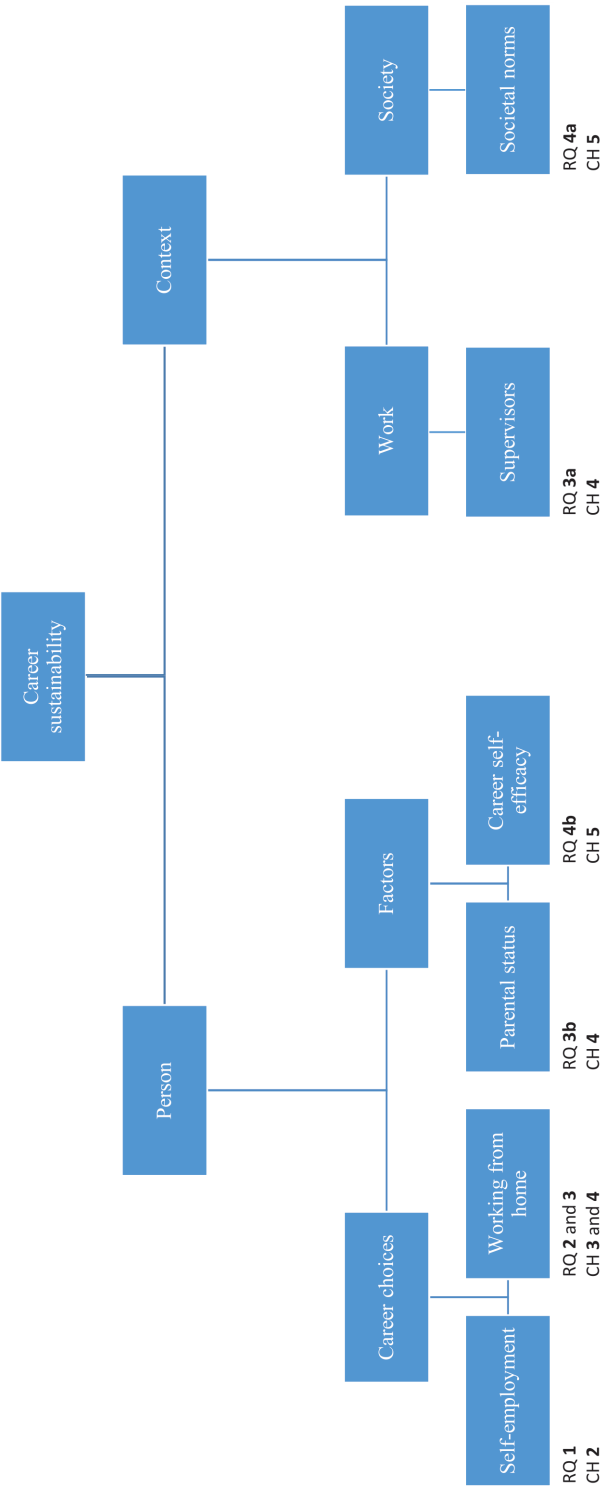 Career
sustainability
Person
Context
Career choices
Factors
Work
Society
Self-employment
Working from
home
Parental status
Career self-
efficacy
Supervisors
Societal norms
RQ 1
CH 2
RQ 2 and 3
CH 3 and 4
RQ 3b
CH 4
RQ 4b
CH 5
RQ 3a
CH 4
RQ 4a
CH 5